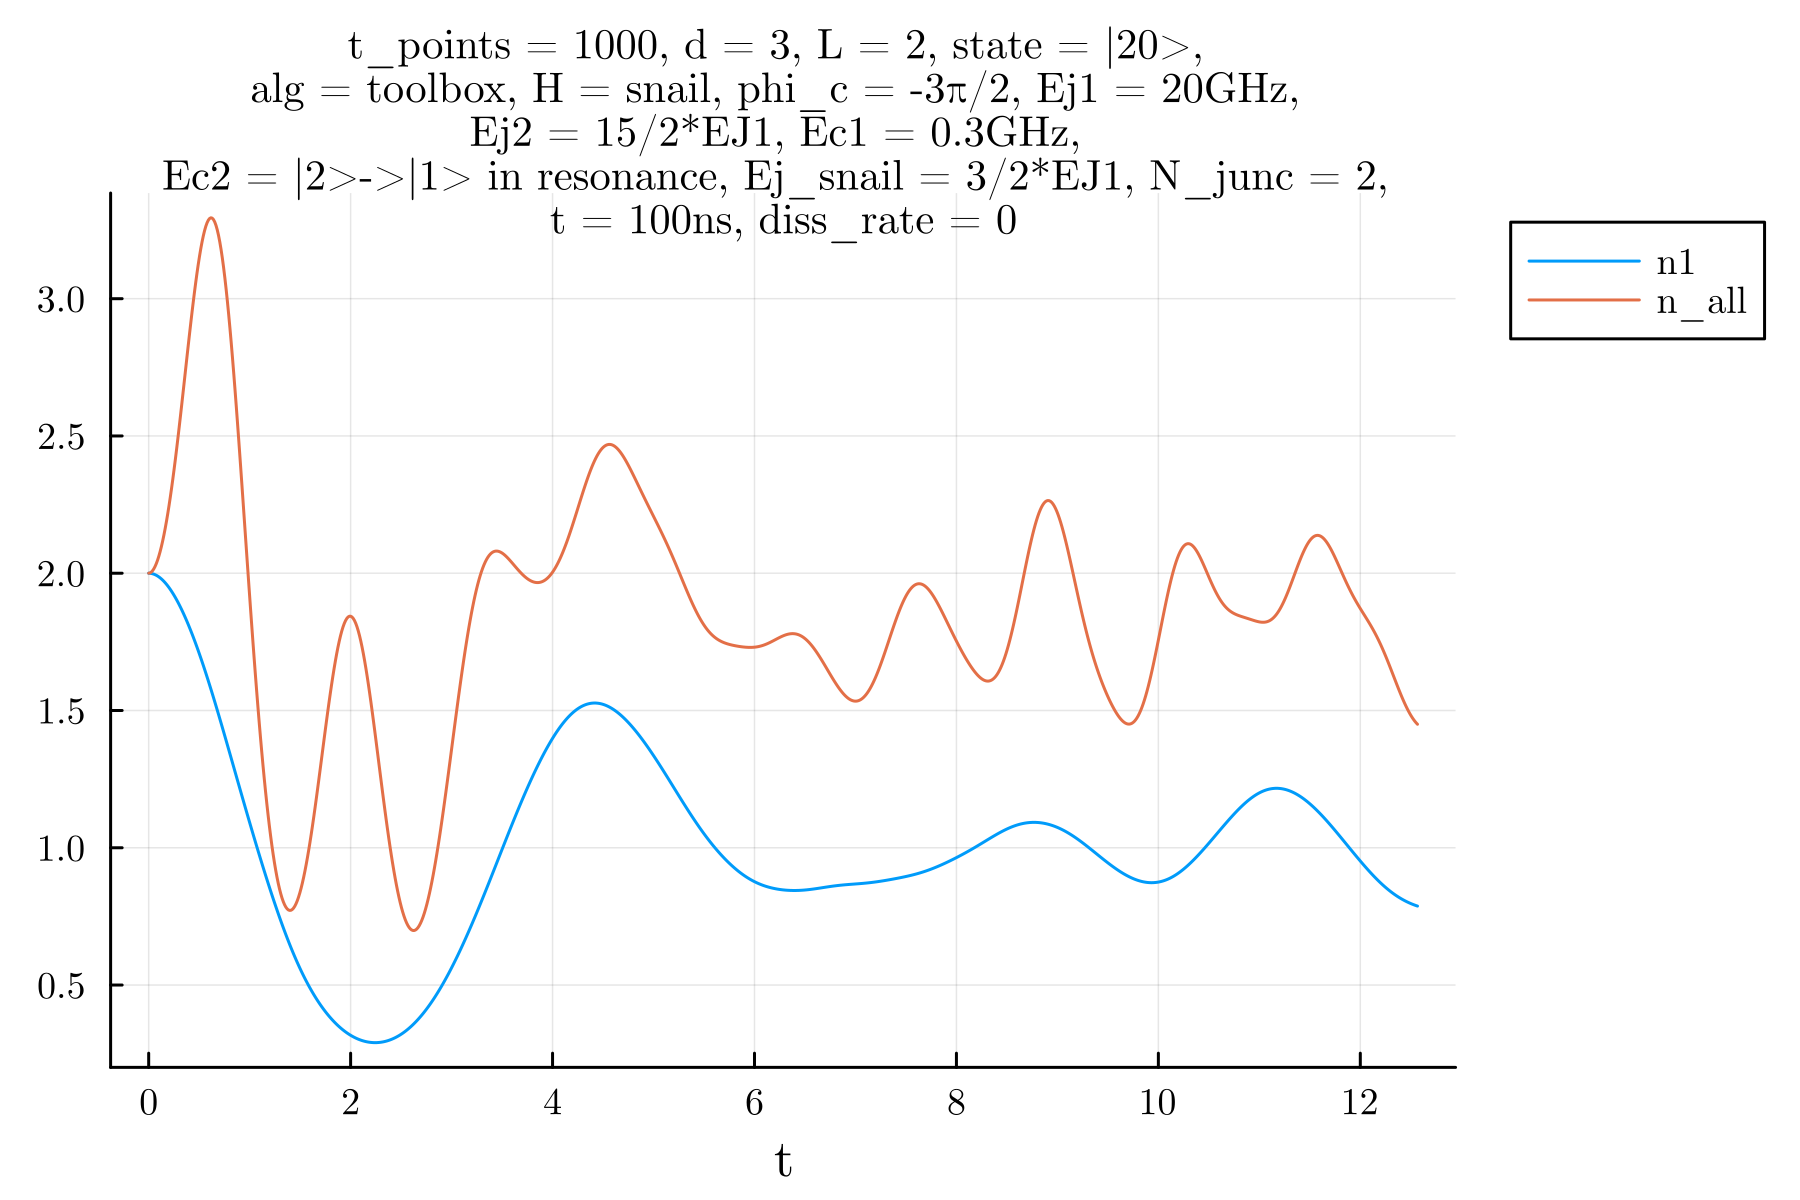 t_points = 1000, d = 3, L = 2, state = |20>,
alg = toolbox, H = snail, phi_c = -3π/2, Ej1 = 20GHz,
Ej2 = 15/2*EJ1, Ec1 = 0.3GHz,
Ec2 = |2>->|1> in resonance, Ej_snail = 3/2*EJ1, N_junc = 2,
t = 100ns, diss_rate = 0
n1
n_all
3.0
2.5
2.0
1.5
1.0
0.5
0 2 4 6 8 10 12
t